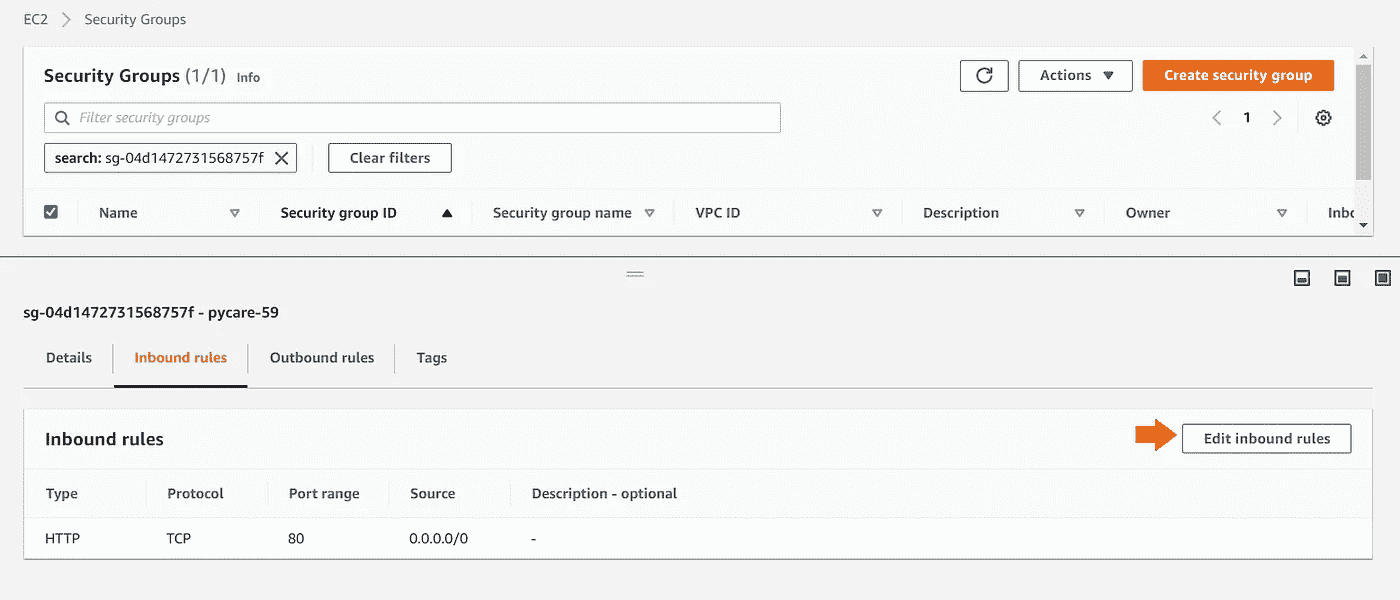 EC2 Security Groups
Security Groups (1/1) Info
Actions
Create security group
Filter security groups
1
search: sg-04d1472731568757f
Clear filters
Name Security group ID Security group name VPC ID Description Owner Inbc
sg-04d1472731568757f - pycare-59
Details Inbound rules Outbound rules Tags
Inbound rules
Edit inbound rules
Type Protocol Port range Source Description - optional
HTTP TCP 80 0.0.0.0/0 -